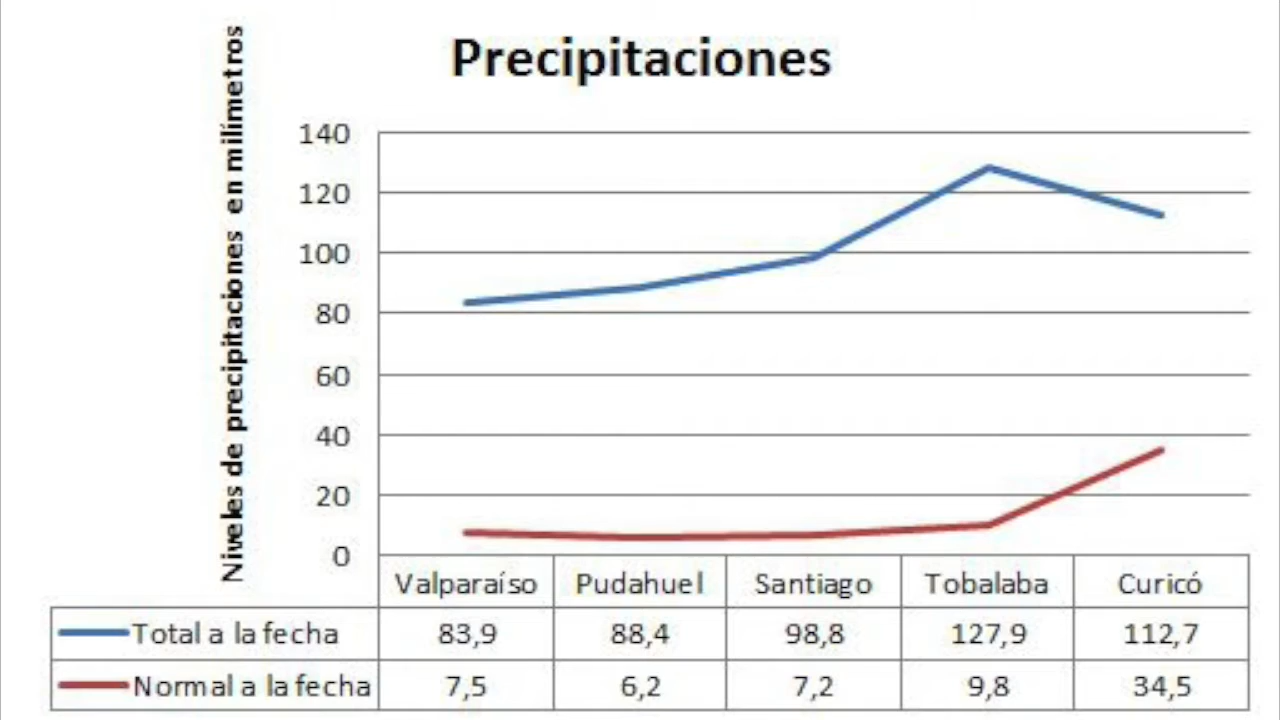 Precipitaciones
Niveles de precipitaciones en milímetros
140
120
100
80
60
40
20
0
Valparaíso Pudahuel Santiago Tobalaba Curicó
Total a la fecha 83,9 88,4 98,8 127,9 112,7
Normal a la fecha 7,5 6,2 7,2 9,8 34,5